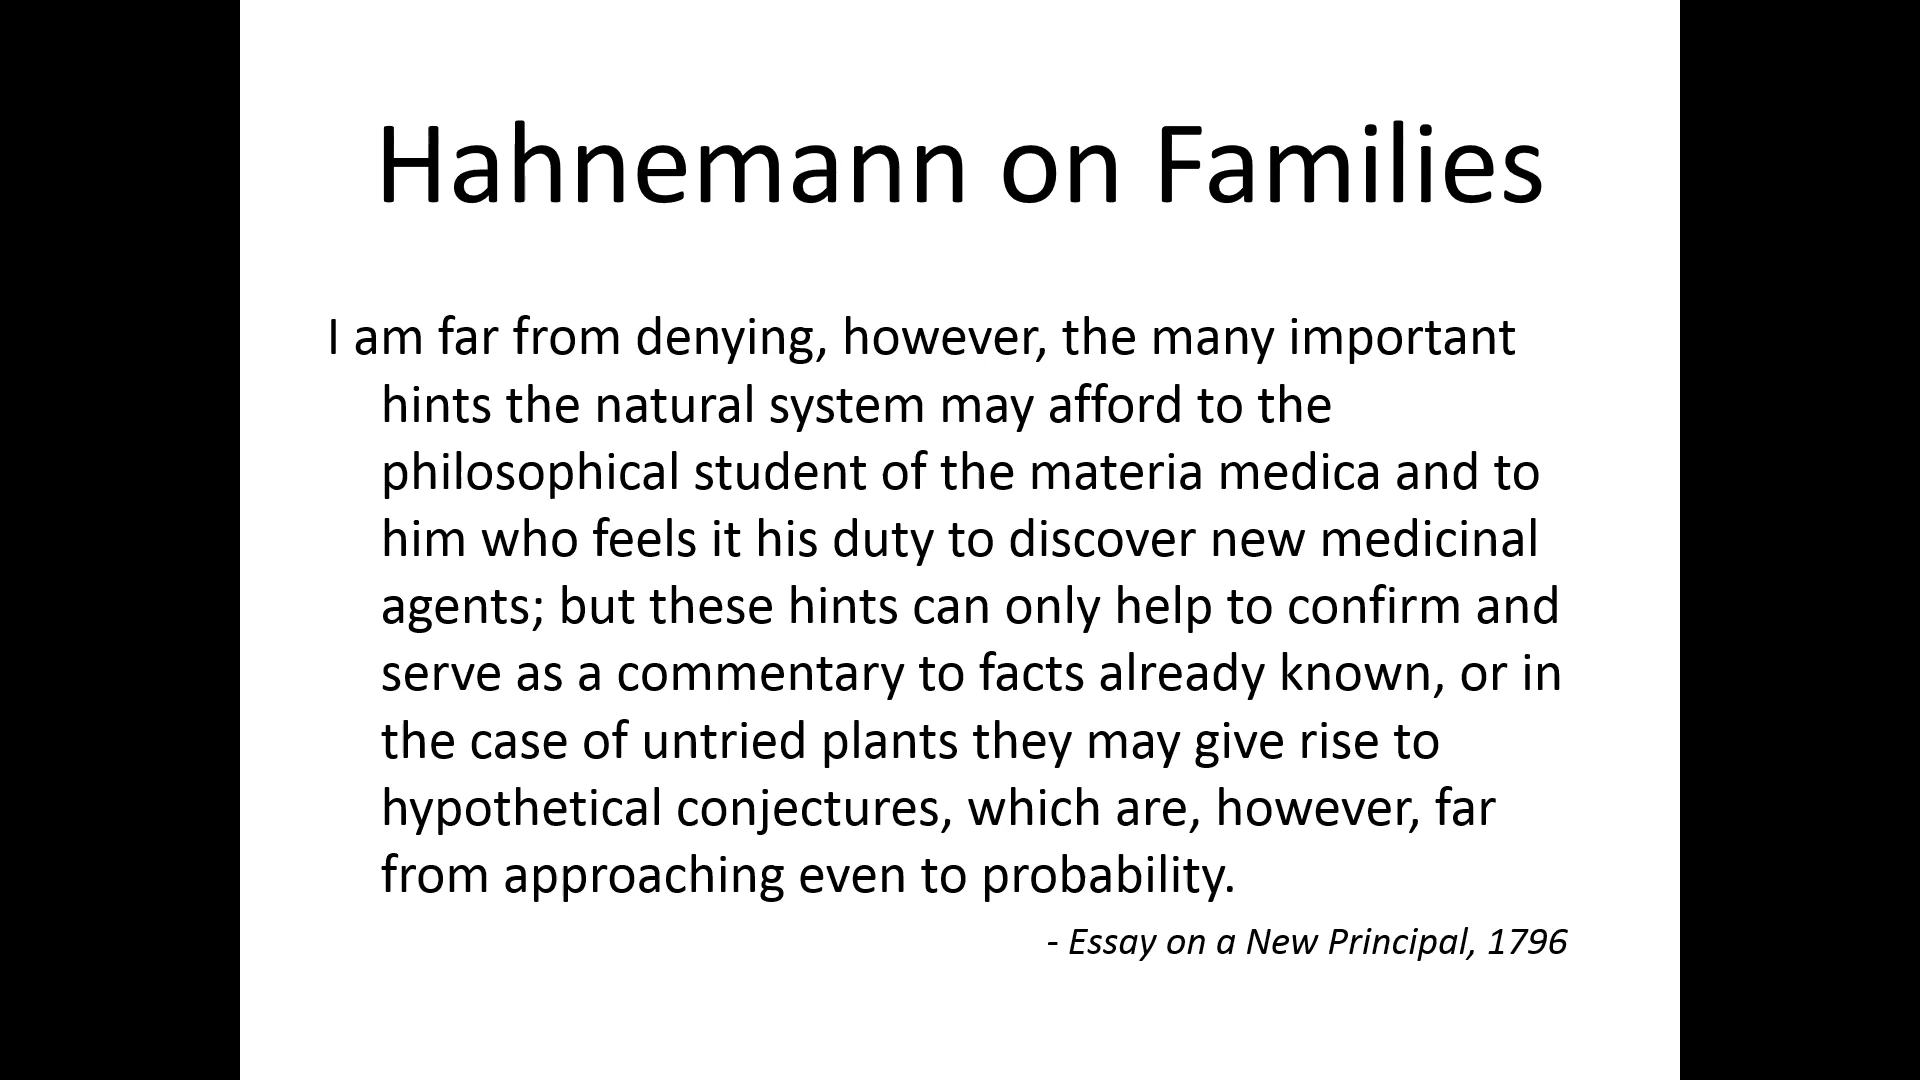 Hahnemann on Families
I am far from denying, however, the many important
hints the natural system may afford to the
philosophical student of the materia medica and to
him who feels it his duty to discover new medicinal
agents; but these hints can only help to confirm and
serve as a commentary to facts already known, or in
the case of untried plants they may give rise to
hypothetical conjectures, which are, however, far
from approaching even to probability.
- Essay on a New Principal, 1796